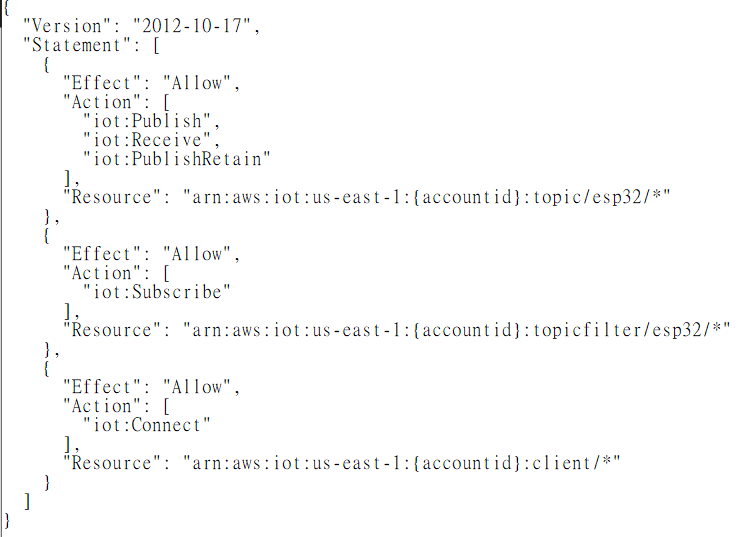 {
  "Version": "2012-10-17",
  "Statement": [
    {
      "Effect": "Allow",
      "Action": [
        "iot:Publish",
        "iot:Receive",
        "iot:PublishRetain"
      ],
      "Resource": "arn:aws:iot:us-east-1:{accountid}:topic/esp32/*"
    },
    {
      "Effect": "Allow",
      "Action": [
        "iot:Subscribe"
      ],
      "Resource": "arn:aws:iot:us-east-1:{accountid}:topicfilter/esp32/*"
    },
    {
      "Effect": "Allow",
      "Action": [
        "iot:Connect"
      ],
      "Resource": "arn:aws:iot:us-east-1:{accountid}:client/*"
    }
  ]
}